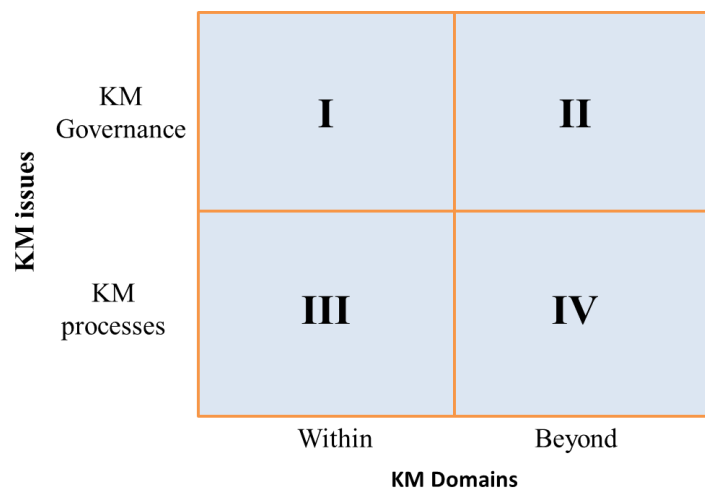 KM
Governance
I
II
KM issues
KM
processes
III
IV
Within
Beyond
KM Domains